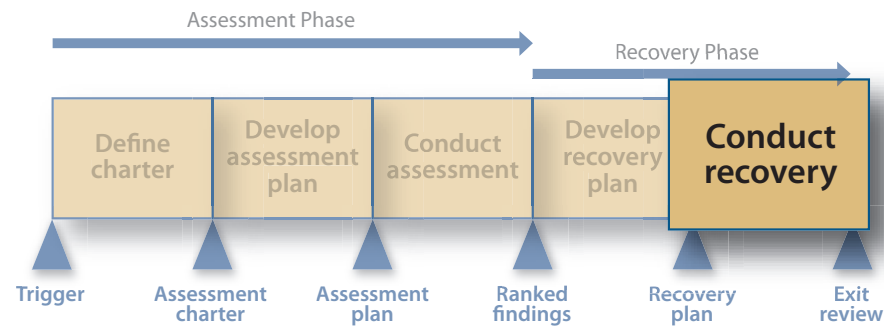 Assessment Phase
Recovery Phase
Define
charter
Develop
assessment
plan
Conduct
assessment
Develop
recovery
plan
Conduct
recovery
Trigger
Assessment
charter
Assessment
plan
Ranked
findings
Recovery
plan
Exit
review